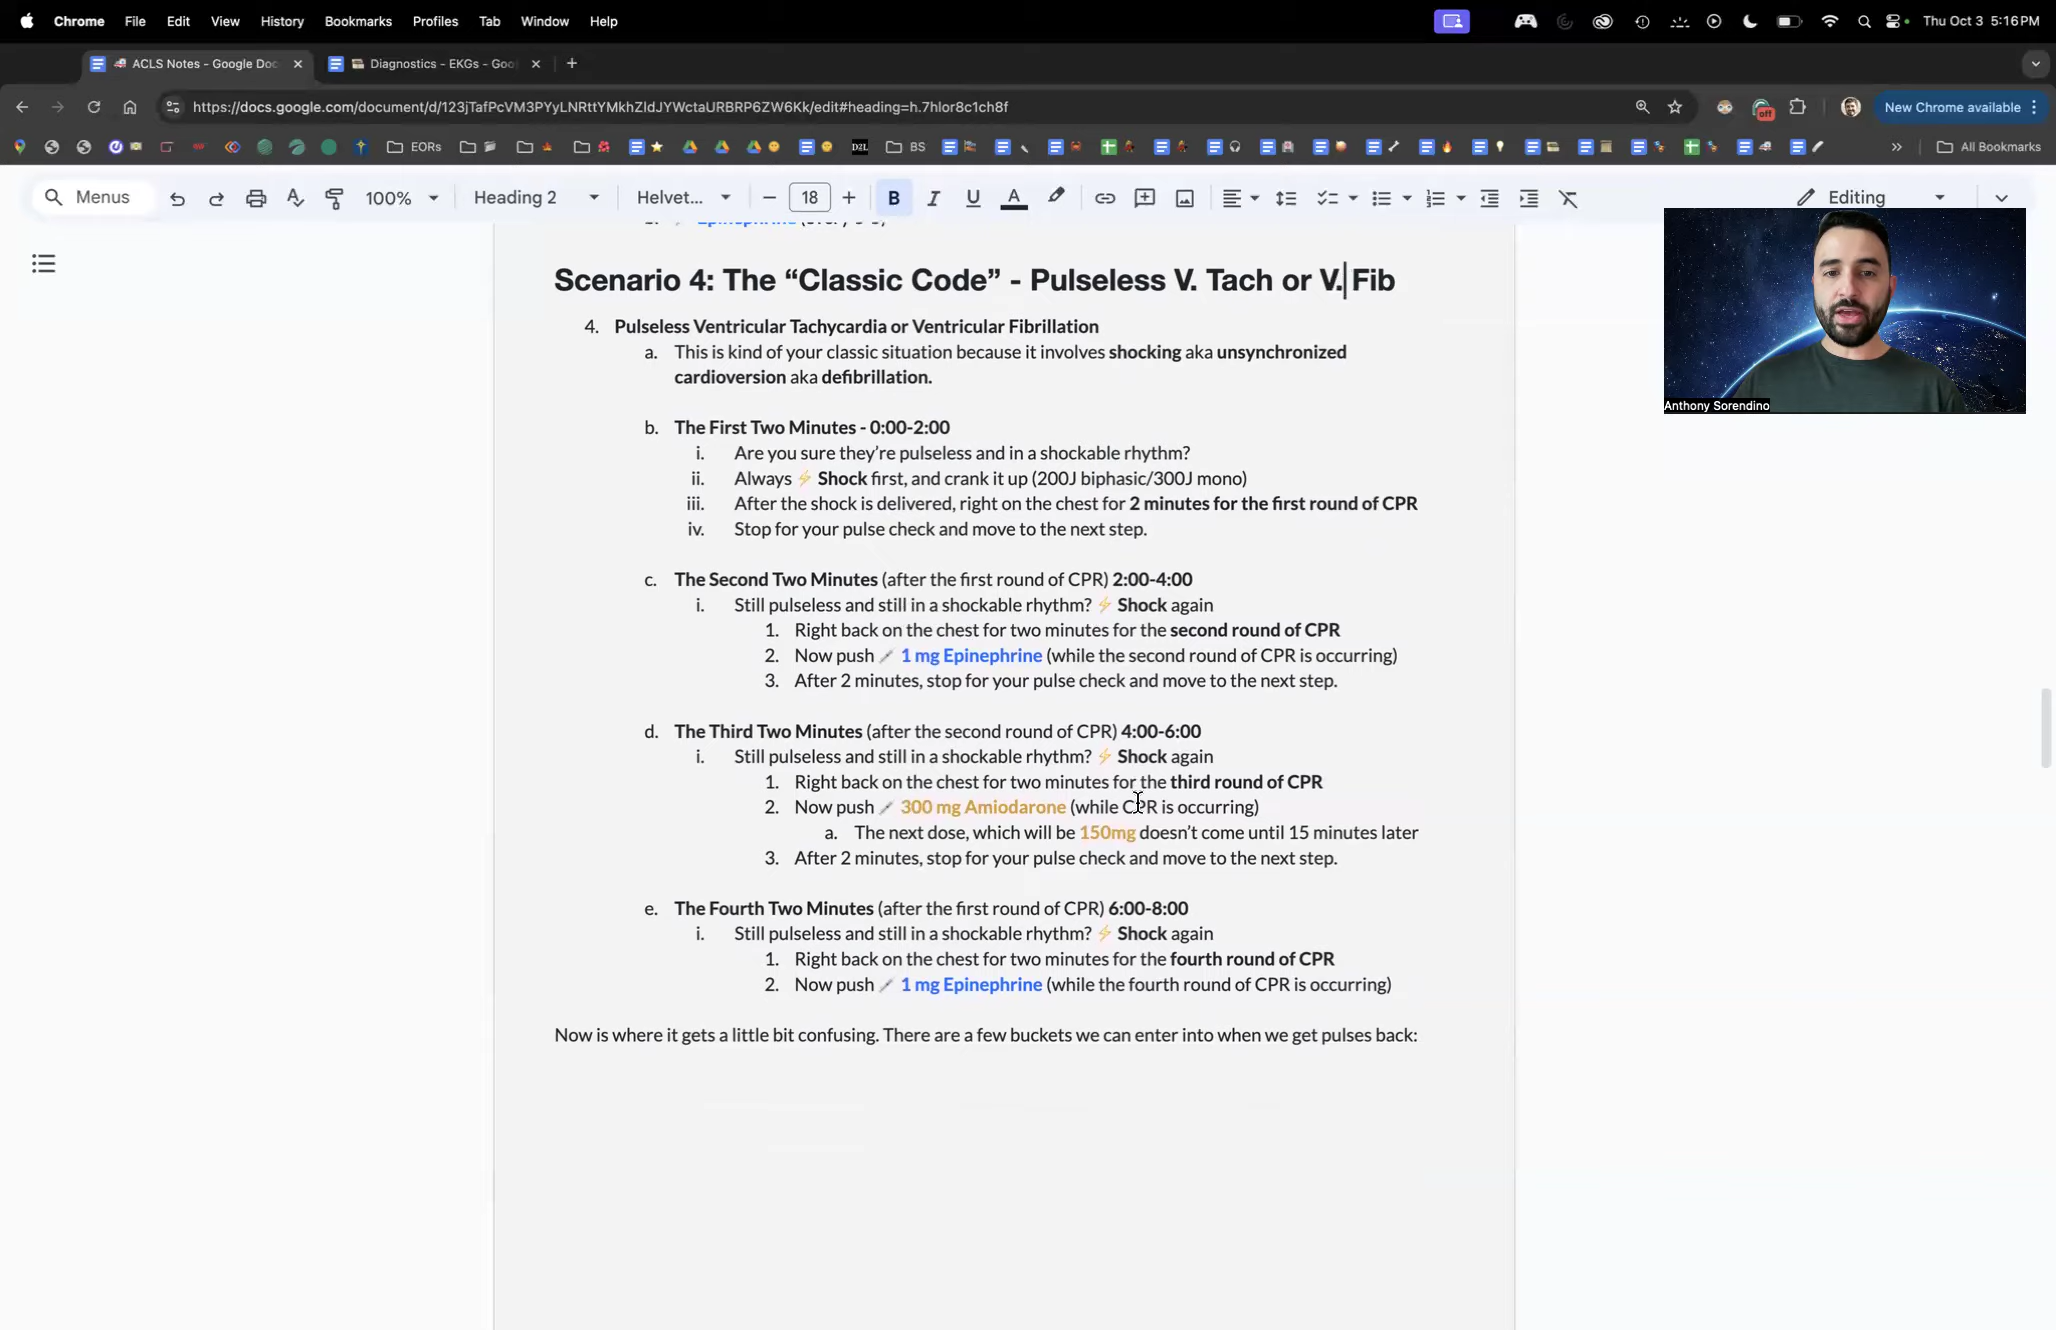 Chrome File Edit View History Bookmarks Profiles Tab Window Help Thu Oct 3 5:16 PM
ACLS Notes - Google Doc Diagnostics - EKGs - Goo
https://docs.google.com/document/d/123jTafPcVM3PYyLNRttYMkhZIdJYWctaURBRP6ZW6Kk/edit#heading=h.7hlor8c1ch8f off New Chrome available
EORs D2L BS All Bookmarks
Menus 100% Heading 2 Helvet... 18 B I U A Editing
Scenario 4: The “Classic Code” - Pulseless V. Tach or V. Fib
4. Pulseless Ventricular Tachycardia or Ventricular Fibrillation
a. This is kind of your classic situation because it involves shocking aka unsynchronized
cardioversion aka defibrillation.
Anthony Sorendino
b. The First Two Minutes - 0:00-2:00
i. Are you sure they’re pulseless and in a shockable rhythm?
ii. Always ⚡ Shock first, and crank it up (200J biphasic/300J mono)
iii. After the shock is delivered, right on the chest for 2 minutes for the first round of CPR
iv. Stop for your pulse check and move to the next step.
c. The Second Two Minutes (after the first round of CPR) 2:00-4:00
i. Still pulseless and still in a shockable rhythm? ⚡ Shock again
1. Right back on the chest for two minutes for the second round of CPR
2. Now push 1 mg Epinephrine (while the second round of CPR is occurring)
3. After 2 minutes, stop for your pulse check and move to the next step.
d. The Third Two Minutes (after the second round of CPR) 4:00-6:00
i. Still pulseless and still in a shockable rhythm? ⚡ Shock again
1. Right back on the chest for two minutes for the third round of CPR
2. Now push 300 mg Amiodarone (while CPR is occurring)
a. The next dose, which will be 150mg doesn’t come until 15 minutes later
3. After 2 minutes, stop for your pulse check and move to the next step.
e. The Fourth Two Minutes (after the first round of CPR) 6:00-8:00
i. Still pulseless and still in a shockable rhythm? ⚡ Shock again
1. Right back on the chest for two minutes for the fourth round of CPR
2. Now push 1 mg Epinephrine (while the fourth round of CPR is occurring)
Now is where it gets a little bit confusing. There are a few buckets we can enter into when we get pulses back: